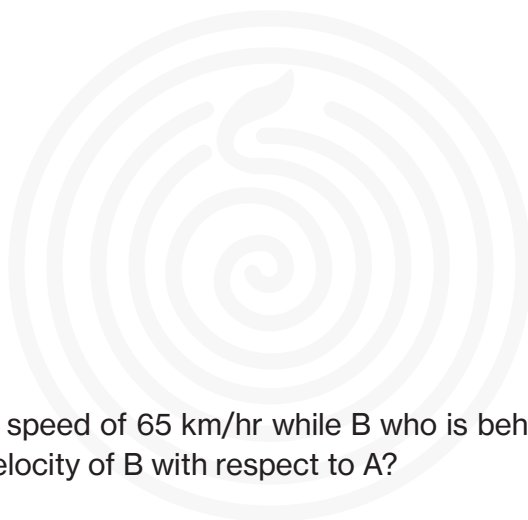 speed of 65 km/hr while B who is beh
elocity of B with respect to A?